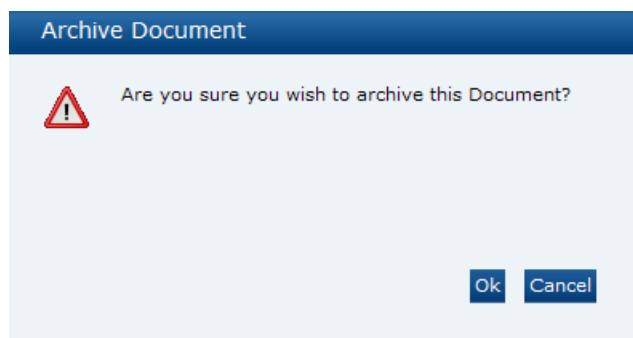 Archive Document
Are you sure you wish to archive this Document?
Ok Cancel